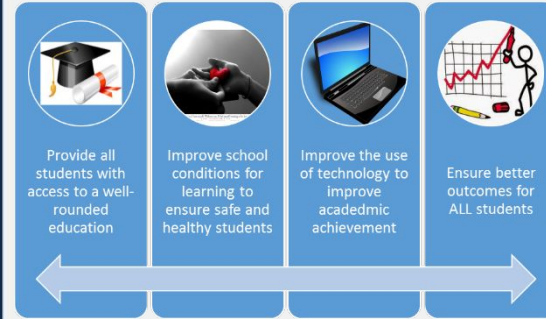 Provide all
students with
access to a well-
rounded
education
Improve school
conditions for
learning to
ensure safe and
healthy students
Improve the use
of technology to
improve
acadedmic
achievement
Ensure better
outcomes for
ALL students